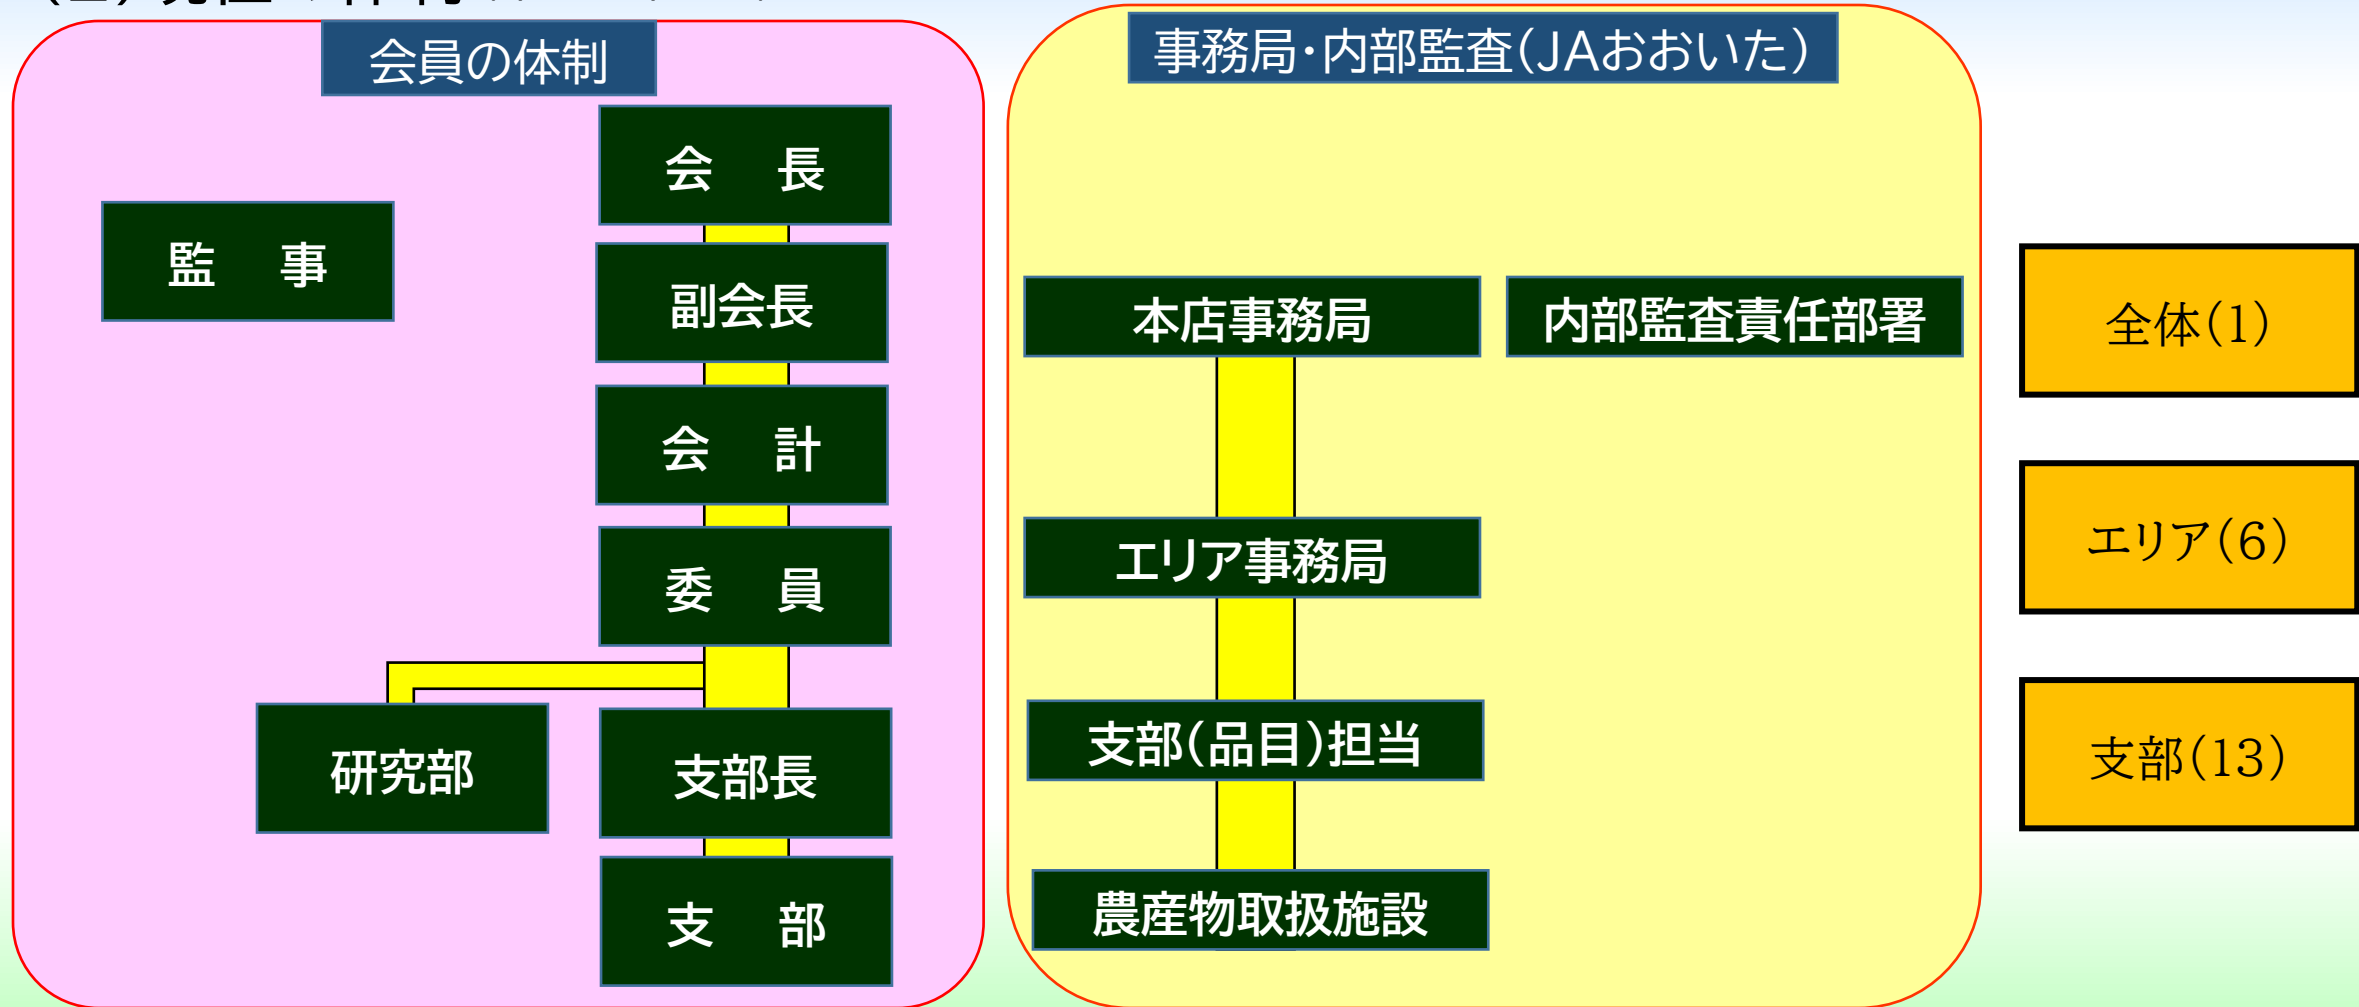 会員の体制
会　長
監　事
副会長
会　計
委　員
研究部
支部長
支　部
事務局・内部監査(JAおおいた)
本店事務局
内部監査責任部署
エリア事務局
支部(品目)担当
農産物取扱施設
全体(1)
エリア(6)
支部(13)